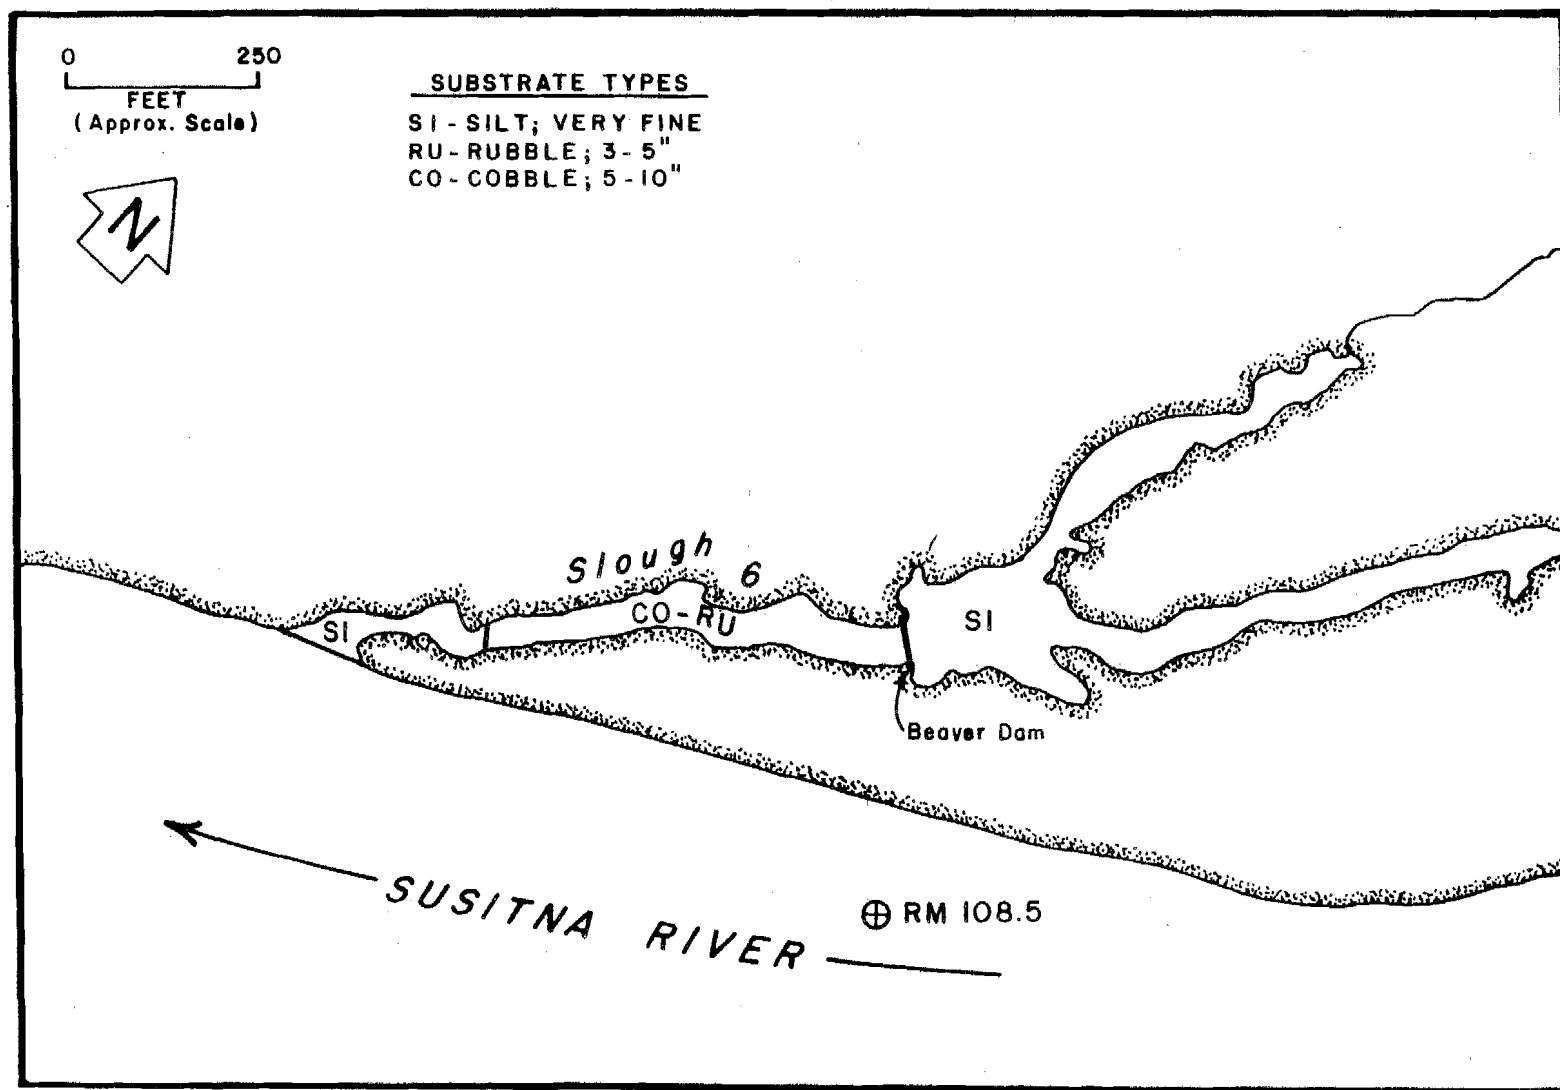 0 250
FEET
(Approx. Scale)
N
SUBSTRATE TYPES
SI - SILT; VERY FINE
RU - RUBBLE; 3 - 5"
CO - COBBLE; 5 - 10"
Slough 6
SI
CO-RU
SI
Beaver Dam
SUSITNA RIVER
RM 108.5